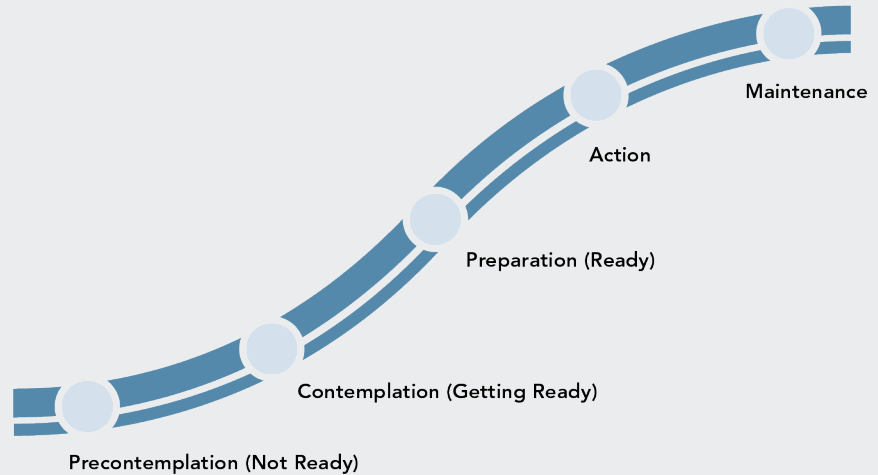 Maintenance
Action
Preparation (Ready)
Contemplation (Getting Ready)
Precontemplation (Not Ready)